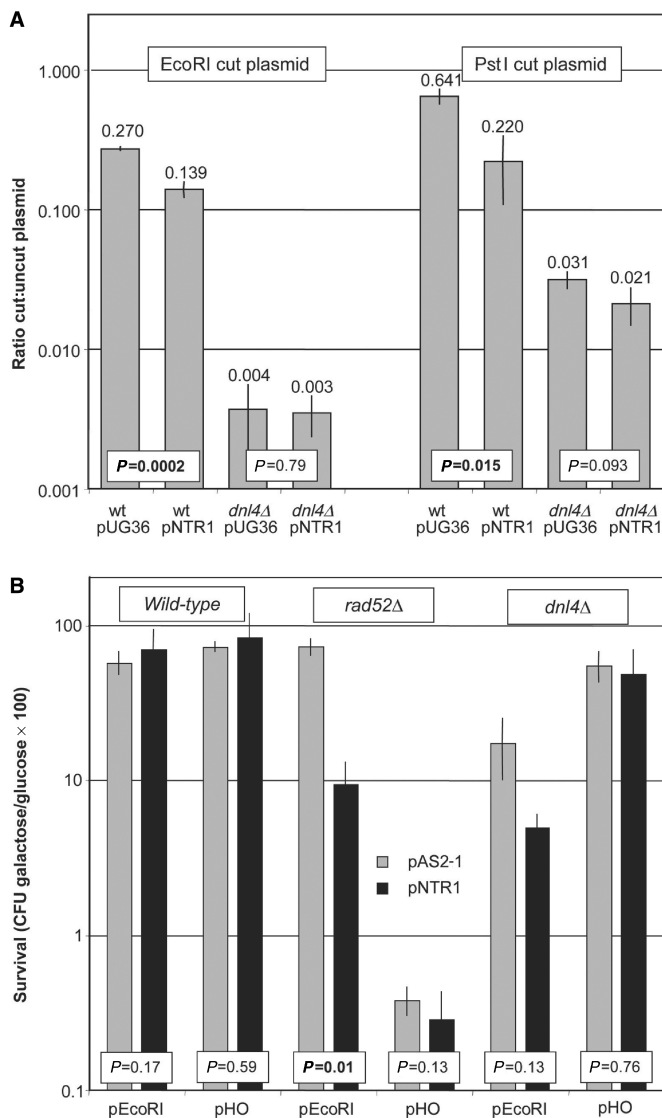 A
EcoRI cut plasmid
PstI cut plasmid
Ratio cut:uncut plasmid
1.000
0.100
0.010
0.001
0.270
0.139
0.004
0.003
0.641
0.220
0.031
0.021
P=0.0002
P=0.79
P=0.015
P=0.093
wt wt dnl4Δ dnl4Δ wt wt dnl4Δ dnl4Δ
pUG36 pNTR1 pUG36 pNTR1 pUG36 pNTR1 pUG36 pNTR1
B
Wild-type
rad52Δ
dnl4Δ
Survival (CFU galactose/glucose × 100)
100
10
1
0.1
pAS2-1
pNTR1
P=0.17
P=0.59
P=0.01
P=0.13
P=0.13
P=0.76
pEcoRI pHO pEcoRI pHO pEcoRI pHO